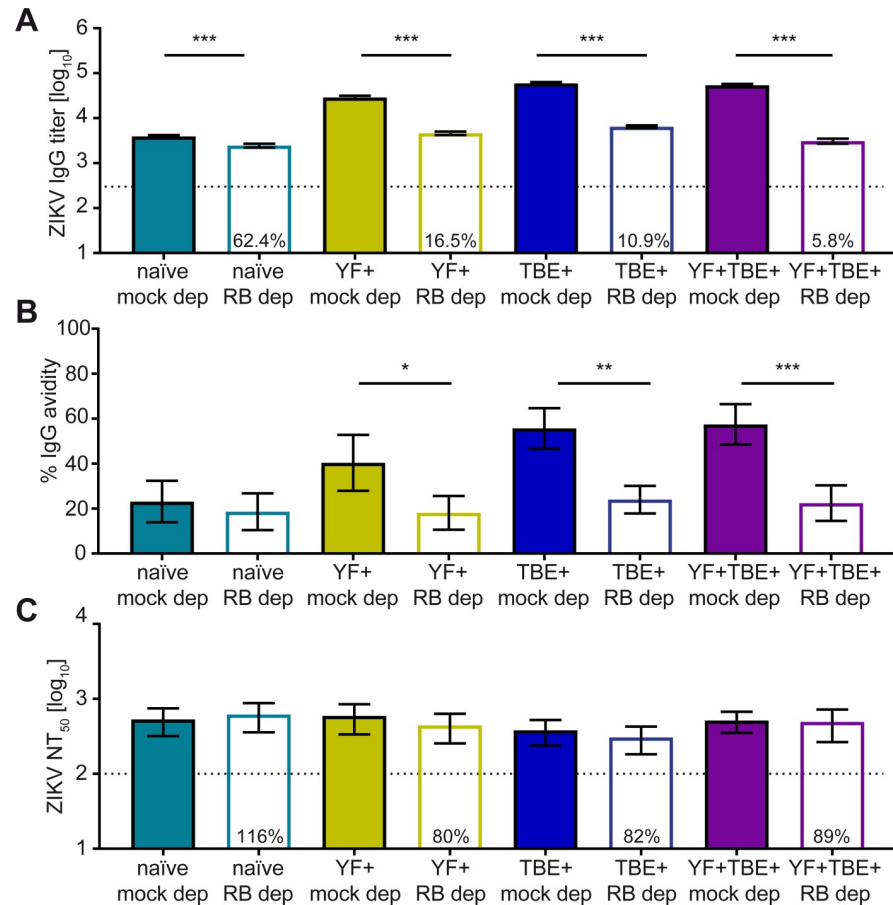 A
ZIKV IgG titer [log10]
6
5
4
3
2
1
*** *** *** ***
62.4% 16.5% 10.9% 5.8%
naïve naïve YF+ YF+ TBE+ TBE+ YF+TBE+ YF+TBE+
mock dep RB dep mock dep RB dep mock dep RB dep mock dep RB dep
B
% IgG avidity
100
80
60
40
20
0
* ** ***
naïve naïve YF+ YF+ TBE+ TBE+ YF+TBE+ YF+TBE+
mock dep RB dep mock dep RB dep mock dep RB dep mock dep RB dep
C
ZIKV NT50 [log10]
4
3
2
1
116% 80% 82% 89%
naïve naïve YF+ YF+ TBE+ TBE+ YF+TBE+ YF+TBE+
mock dep RB dep mock dep RB dep mock dep RB dep mock dep RB dep